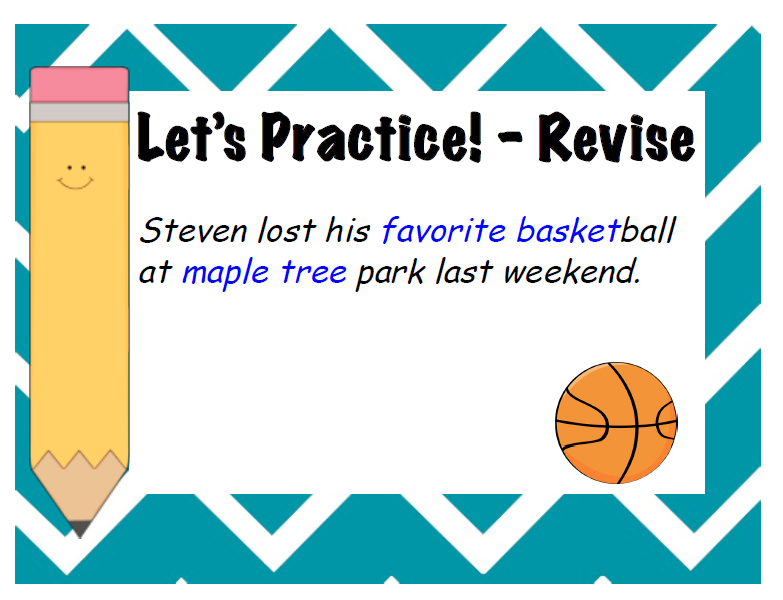 Let's Practice! - Revise
Steven lost his favorite basketball
at maple tree park last weekend.